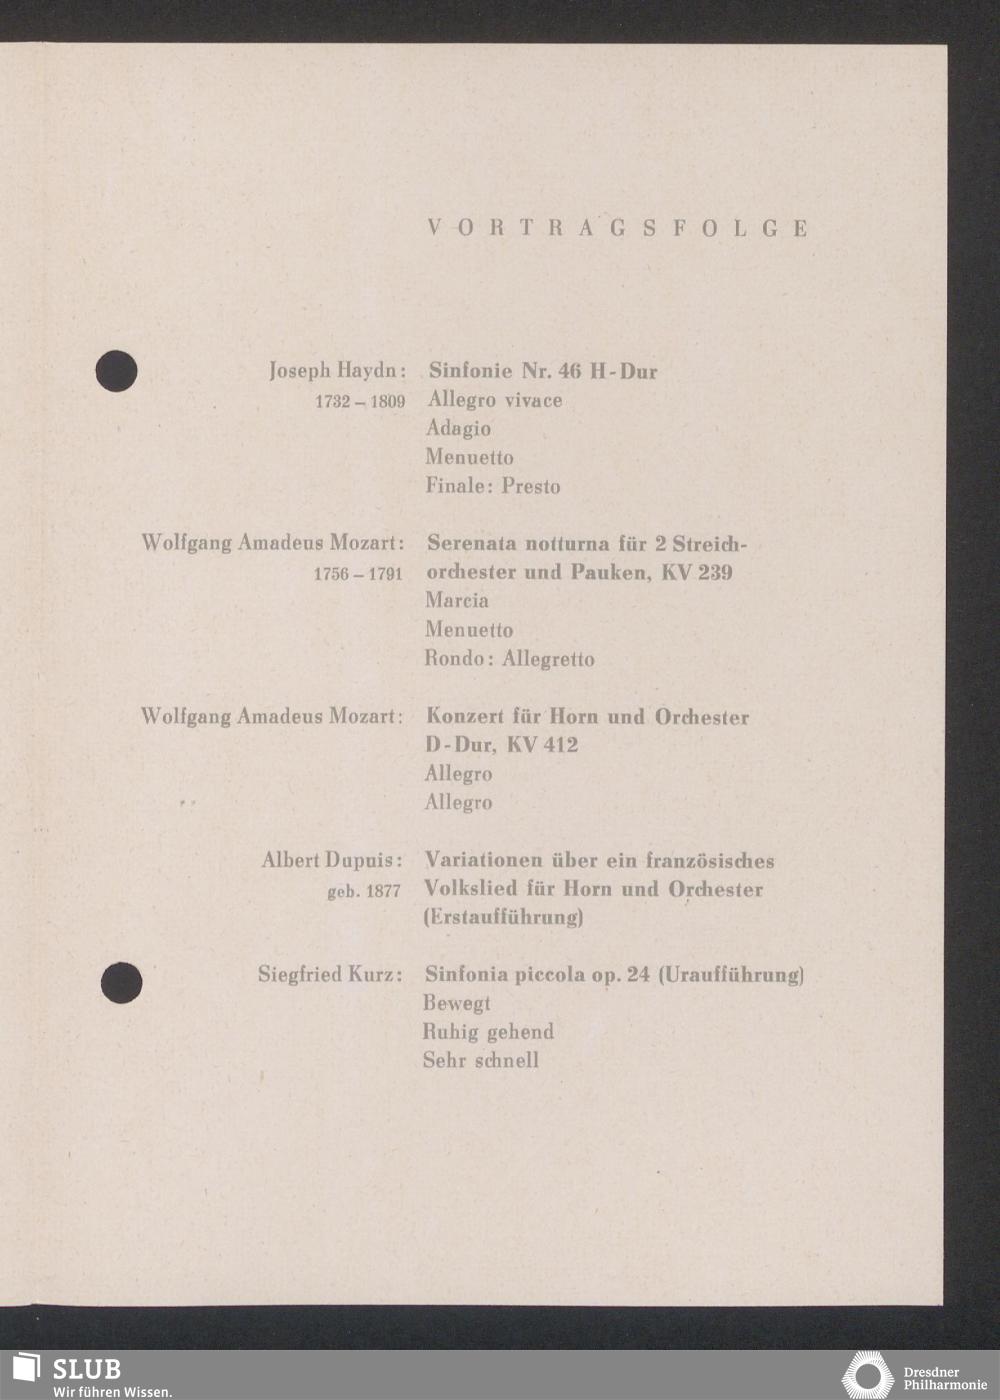 VORTRAGSFOLGE
Joseph Haydn: Sinfonie Nr. 46 H-Dur
1732 – 1809 Allegro vivace
Adagio
Menuetto
Finale: Presto
Wolfgang Amadeus Mozart: Serenata notturna für 2 Streich-
1756 – 1791 orchester und Pauken, KV 239
Marcia
Menuetto
Rondo: Allegretto
Wolfgang Amadeus Mozart: Konzert für Horn und Orchester
D-Dur, KV 412
Allegro
Allegro
Albert Dupuis: Variationen über ein französisches
geb. 1877 Volkslied für Horn und Orchester
(Erstaufführung)
Siegfried Kurz: Sinfonia piccola op. 24 (Uraufführung)
Bewegt
Ruhig gehend
Sehr schnell
SLUB
Wir führen Wissen.
Dresdner
Philharmonie